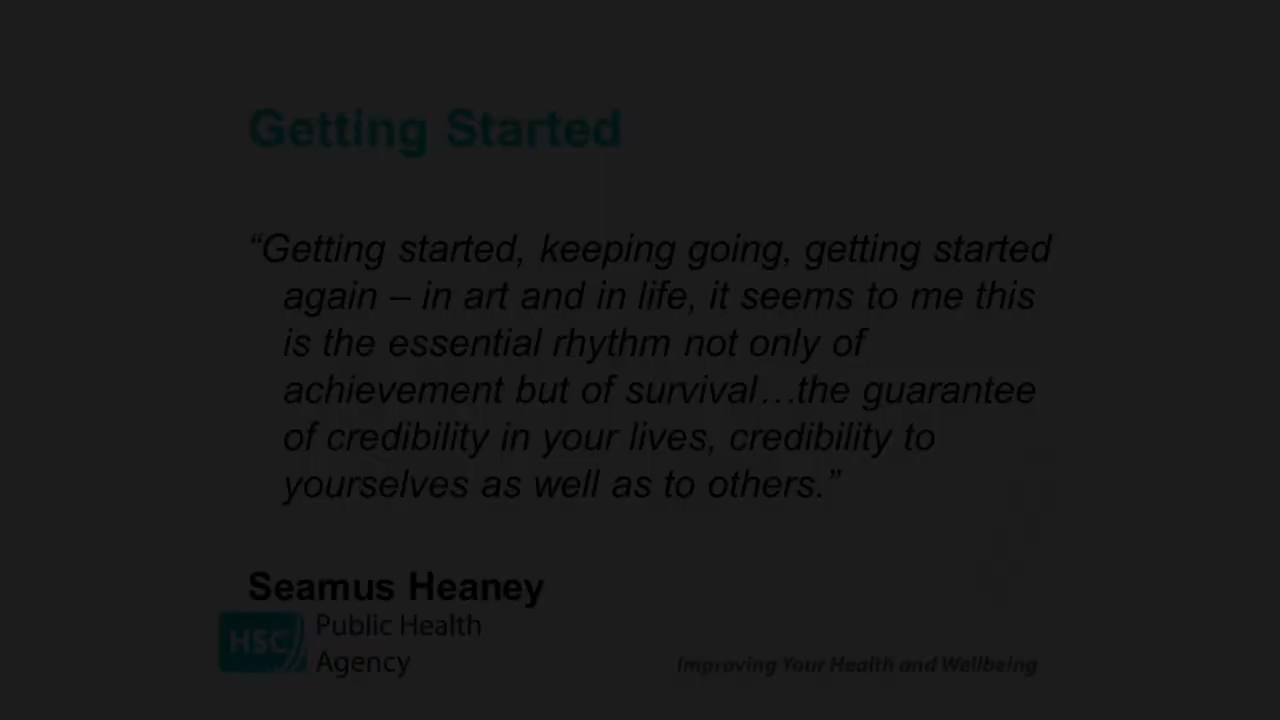 Getting Started
“Getting started, keeping going, getting started
again – in art and in life, it seems to me this
is the essential rhythm not only of
achievement but of survival…the guarantee
of credibility in your lives, credibility to
yourselves as well as to others.”
Seamus Heaney
HSC Public Health
Agency
Improving Your Health and Wellbeing